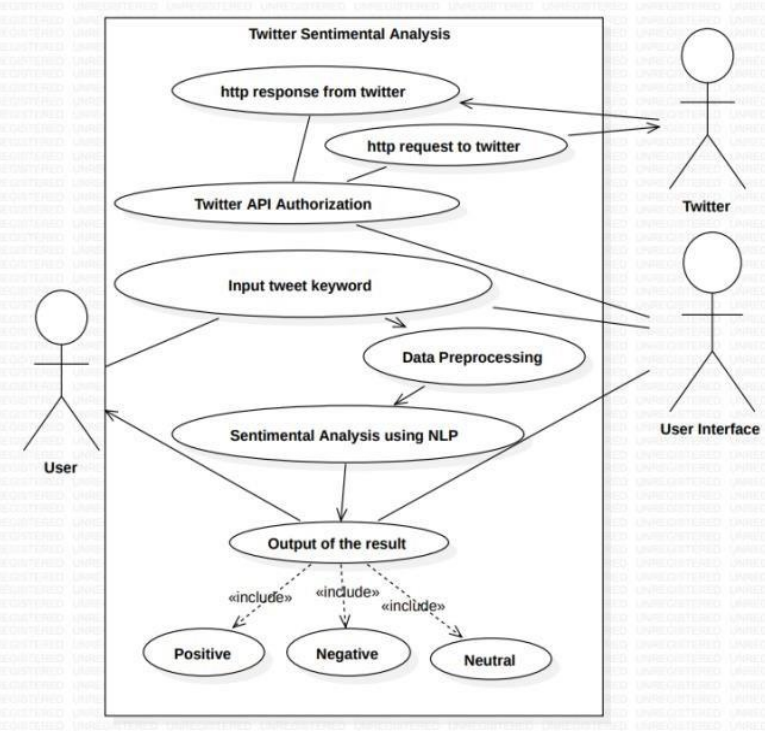 Twitter Sentimental Analysis
http response from twitter
http request to twitter
Twitter
Twitter API Authorization
Input tweet keyword
Data Preprocessing
User Interface
Sentimental Analysis using NLP
User
Output of the result
«include»
«include»
«include»
Positive
Negative
Neutral
UNREGISTERED